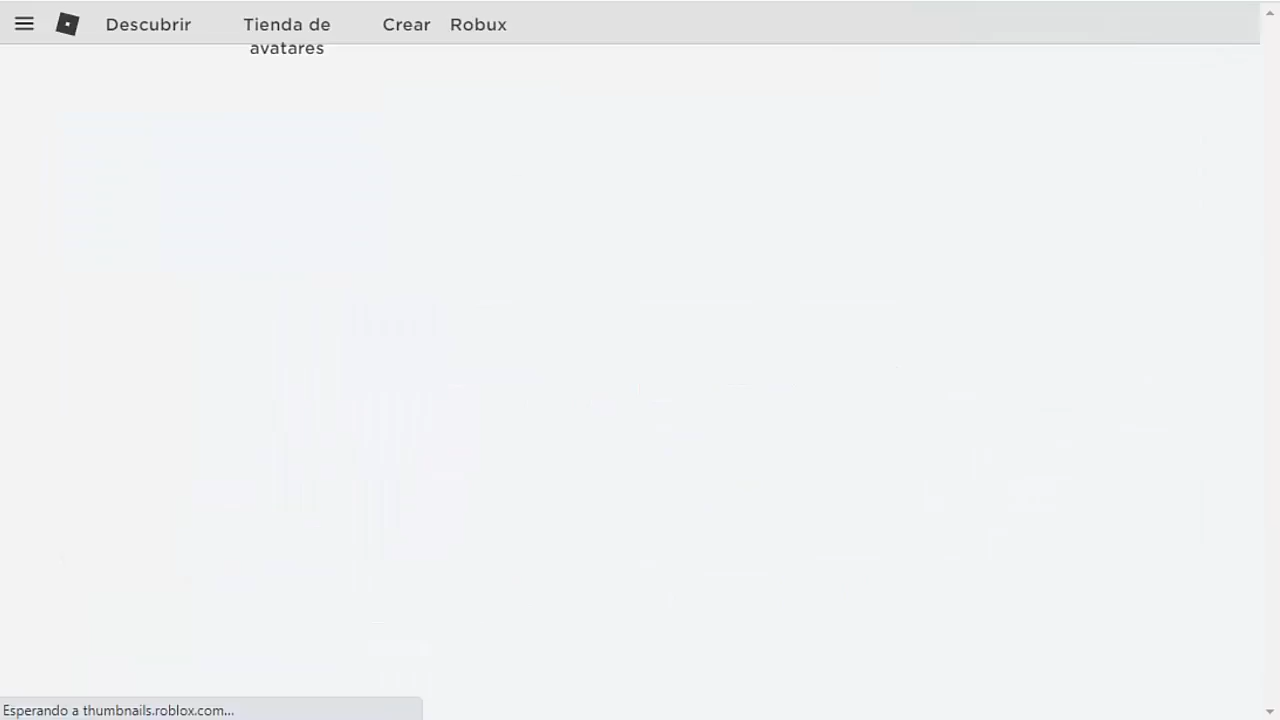 Descubrir
Tienda de
avatares
Crear
Robux
Esperando a thumbnails.roblox.com...